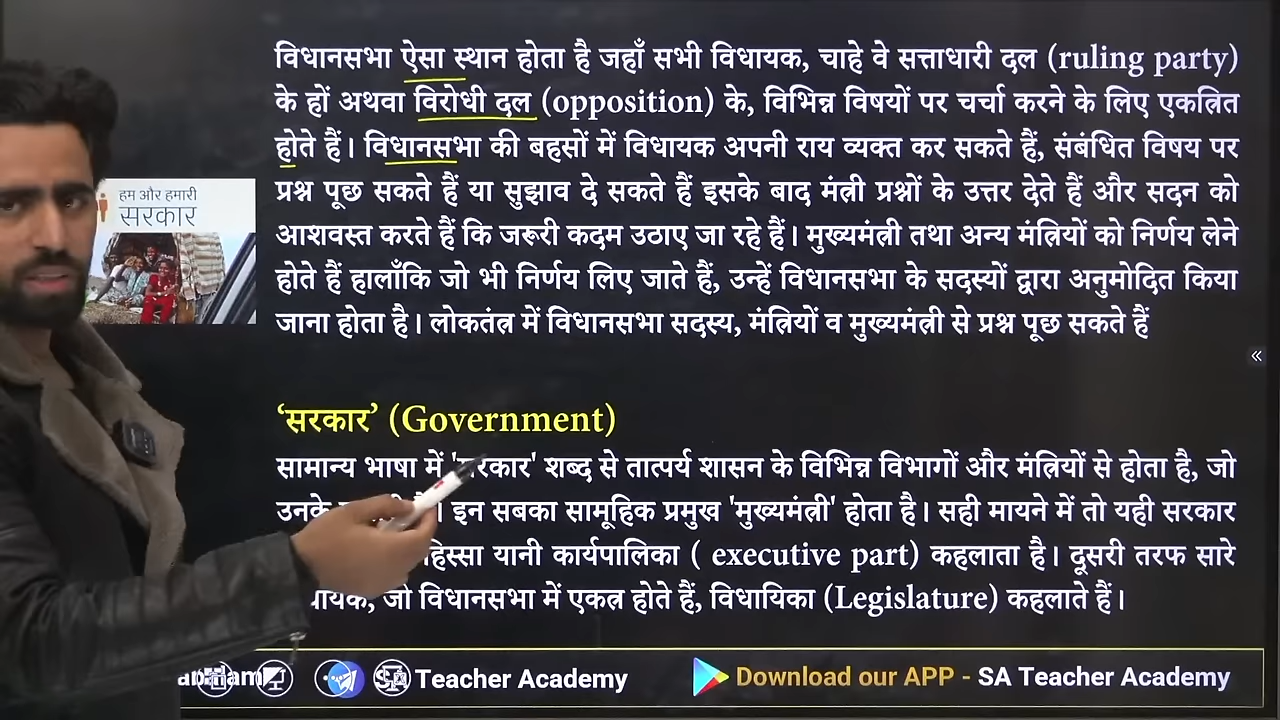 विधानसभा ऐसा स्थान होता है जहाँ सभी विधायक, चाहे वे सत्ताधारी दल (ruling party)
के हों अथवा विरोधी दल (opposition) के, विभिन्न विषयों पर चर्चा करने के लिए एकत्रित
होते हैं। विधानसभा की बहसों में विधायक अपनी राय व्यक्त कर सकते हैं, संबंधित विषय पर
प्रश्न पूछ सकते हैं या सुझाव दे सकते हैं इसके बाद मंत्री प्रश्नों के उत्तर देते हैं और सदन को
आशवस्त करते हैं कि जरूरी कदम उठाए जा रहे हैं। मुख्यमंत्री तथा अन्य मंत्रियों को निर्णय लेने
होते हैं हालाँकि जो भी निर्णय लिए जाते हैं, उन्हें विधानसभा के सदस्यों द्वारा अनुमोदित किया
जाना होता है। लोकतंत्र में विधानसभा सदस्य, मंत्रियों व मुख्यमंत्री से प्रश्न पूछ सकते हैं
हम और हमारी
सरकार
‘सरकार’ (Government)
सामान्य भाषा में 'सरकार' शब्द से तात्पर्य शासन के विभिन्न विभागों और मंत्रियों से होता है, जो
उनके इन सबका सामूहिक प्रमुख 'मुख्यमंत्री' होता है। सही मायने में तो यही सरकार
हिस्सा यानी कार्यपालिका ( executive part) कहलाता है। दूसरी तरफ सारे
जो विधानसभा में एकत्र होते हैं, विधायिका (Legislature) कहलाते हैं।
Teacher Academy
Download our APP - SA Teacher Academy